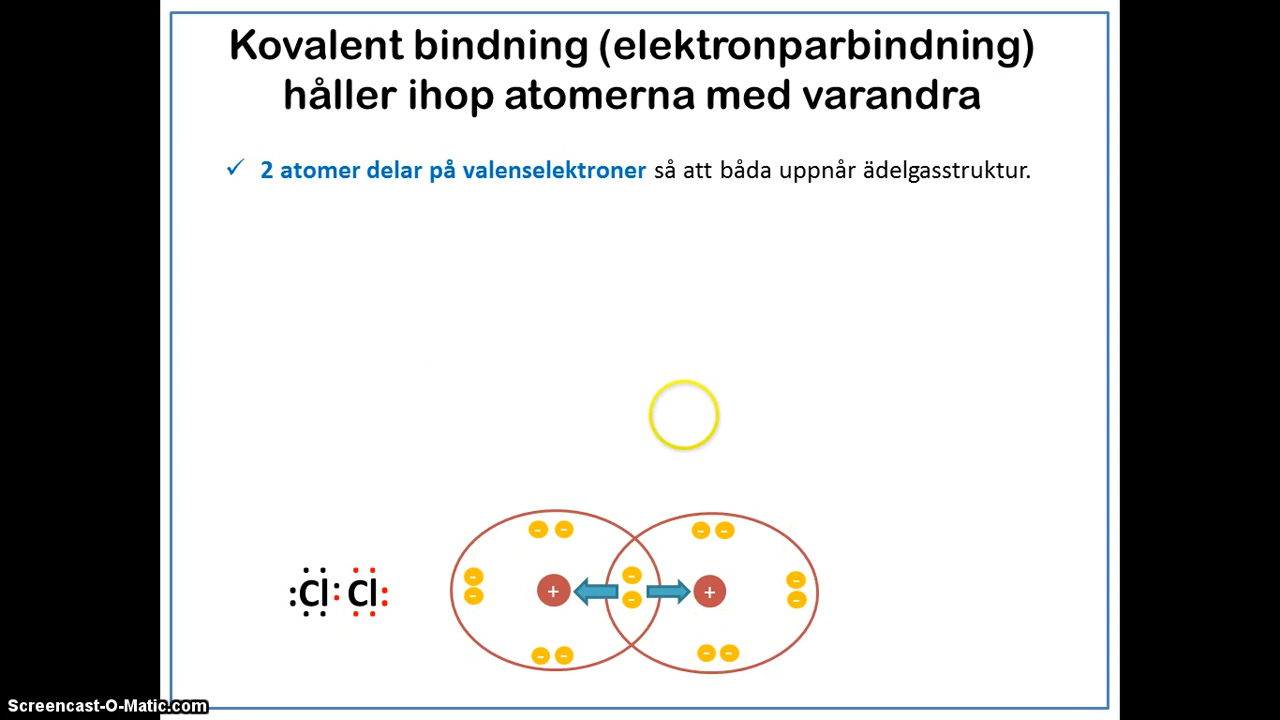 Kovalent bindning (elektronparbindning)
håller ihop atomerna med varandra
✓ 2 atomer delar på valenselektroner så att båda uppnår ädelgasstruktur.
- - - -
- - -
:Cl : Cl: + +
- - -
- - - -
Screencast-O-Matic.com